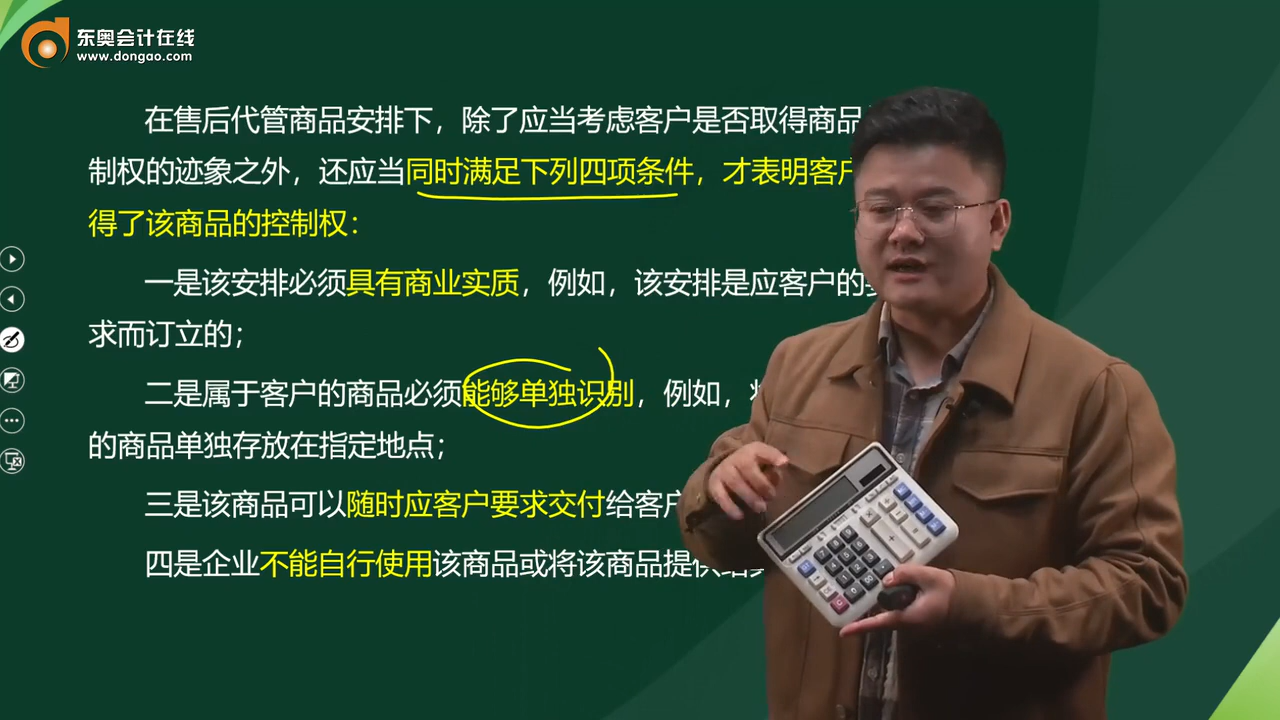 东奥会计在线
www.dongao.com
在售后代管商品安排下，除了应当考虑客户是否取得商品
制权的迹象之外，还应当同时满足下列四项条件，才表明客户
得了该商品的控制权：
一是该安排必须具有商业实质，例如，该安排是应客户的要
求而订立的；
二是属于客户的商品必须能够单独识别，例如，
的商品单独存放在指定地点；
三是该商品可以随时应客户要求交付给客户
四是企业不能自行使用该商品或将该商品提供给